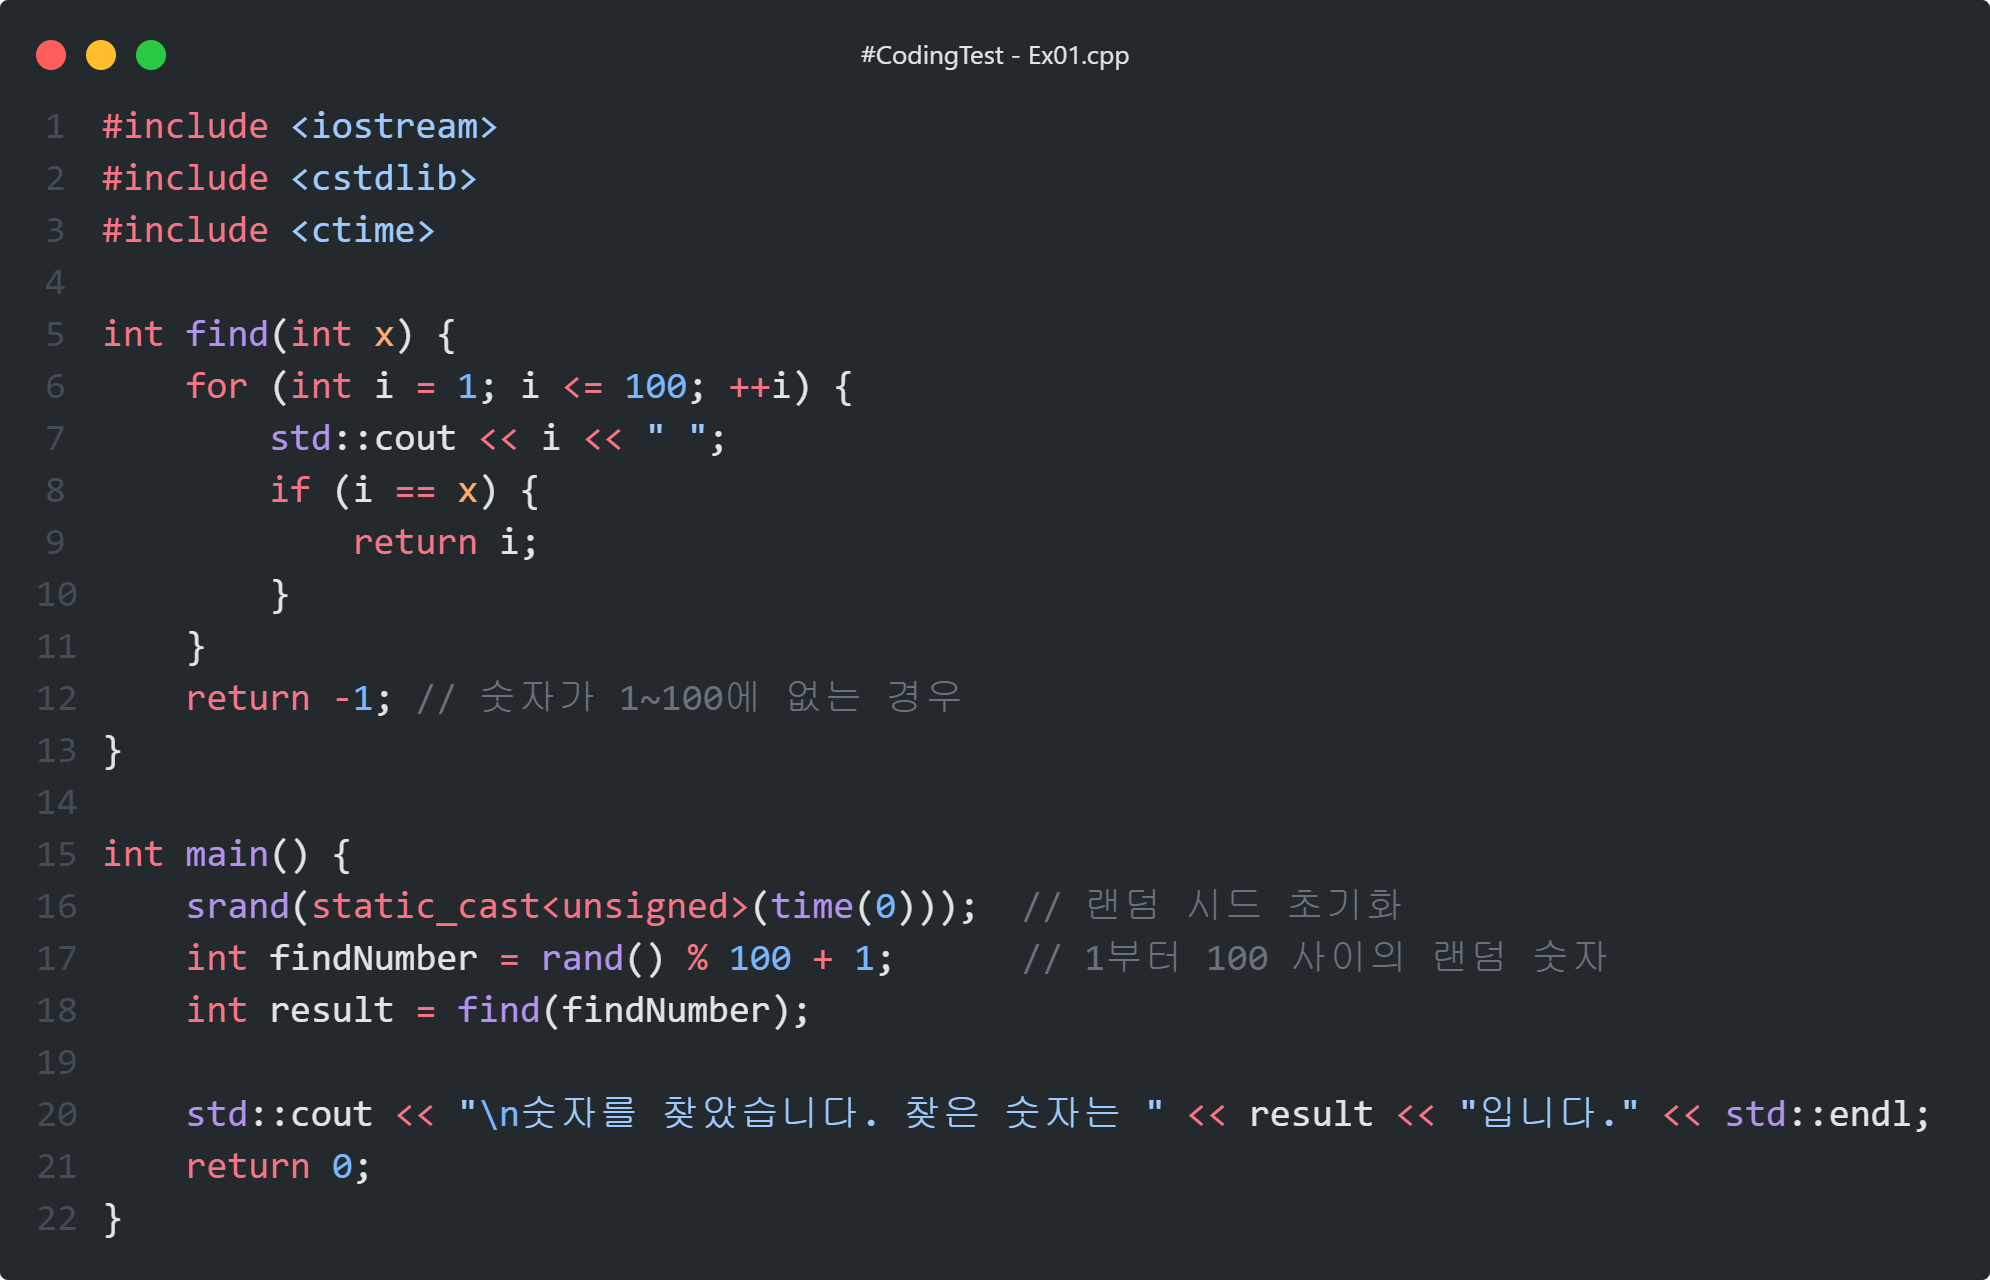 #CodingTest - Ex01.cpp
1 #include <iostream>
2 #include <cstdlib>
3 #include <ctime>
4
5 int find(int x) {
6     for (int i = 1; i <= 100; ++i) {
7         std::cout << i << " ";
8         if (i == x) {
9             return i;
10         }
11     }
12     return -1; // 숫자가 1~100에 없는 경우
13 }
14
15 int main() {
16     srand(static_cast<unsigned>(time(0)));  // 랜덤 시드 초기화
17     int findNumber = rand() % 100 + 1;      // 1부터 100 사이의 랜덤 숫자
18     int result = find(findNumber);
19
20     std::cout << "\n숫자를 찾았습니다. 찾은 숫자는 " << result << "입니다." << std::endl;
21     return 0;
22 }